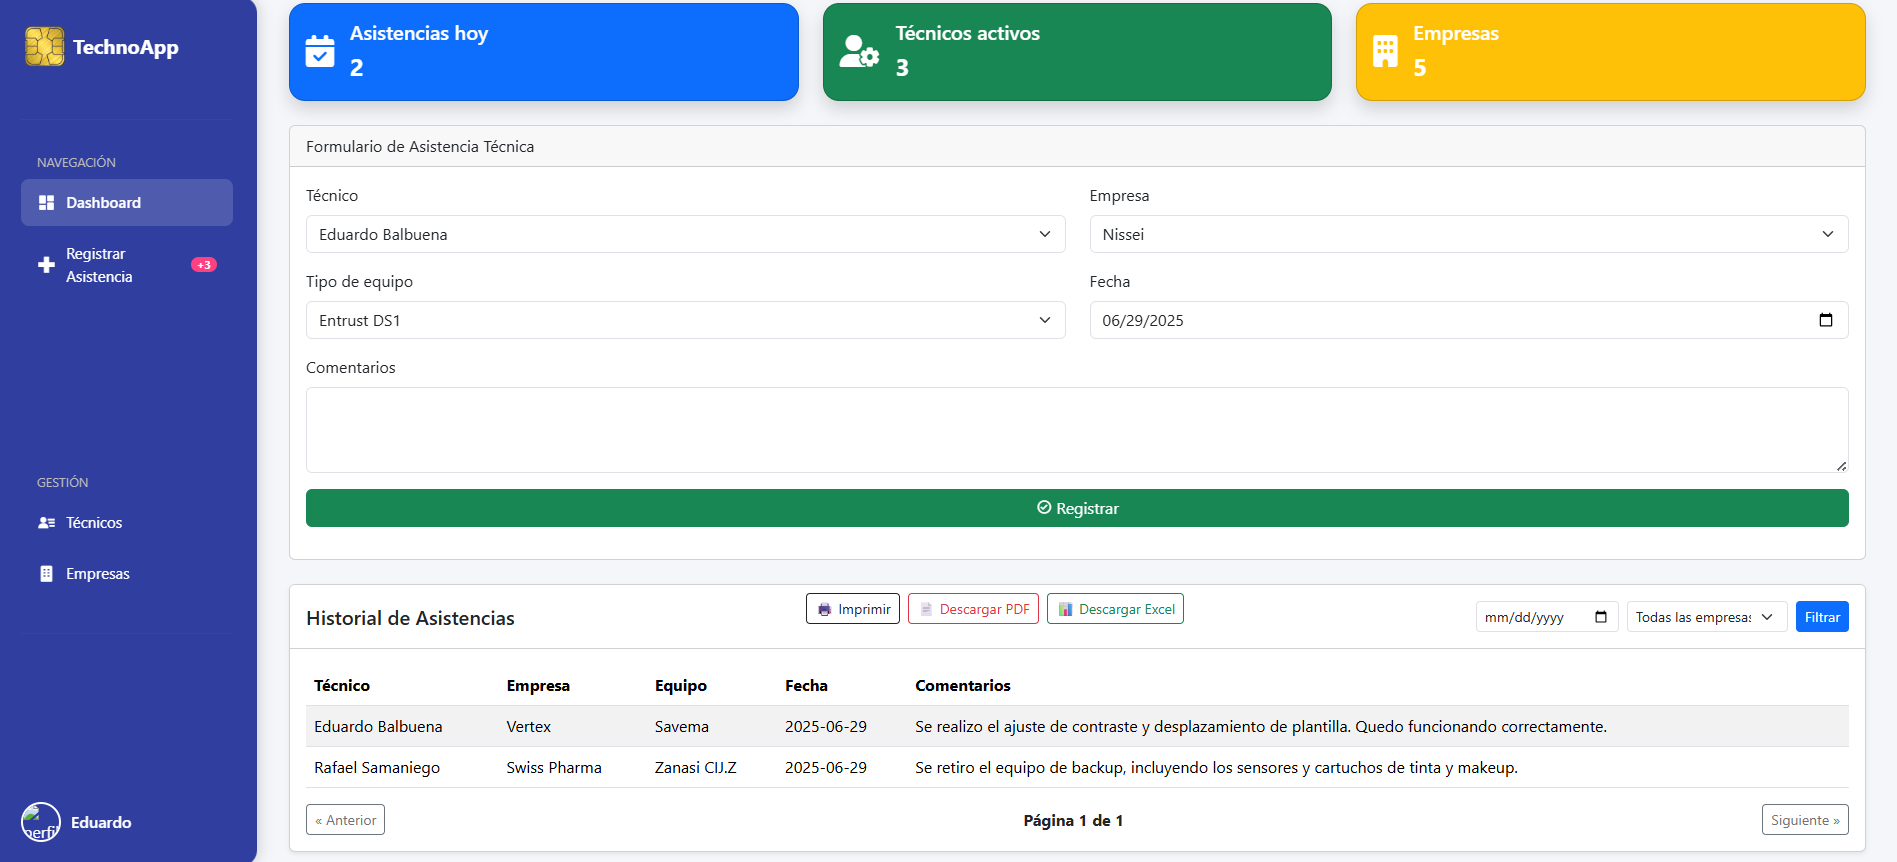 TechnoApp
NAVEGACIÓN
Dashboard
Registrar
Asistencia
+3
GESTIÓN
Técnicos
Empresas
perfil
Eduardo
Asistencias hoy
2
Técnicos activos
3
Empresas
5
Formulario de Asistencia Técnica
Técnico
Eduardo Balbuena
Empresa
Nissei
Tipo de equipo
Entrust DS1
Fecha
06/29/2025
Comentarios
Registrar
Historial de Asistencias
Imprimir
Descargar PDF
Descargar Excel
mm/dd/yyyy
Todas las empresas
Filtrar
Técnico Empresa Equipo Fecha Comentarios
Eduardo Balbuena Vertex Savema 2025-06-29 Se realizo el ajuste de contraste y desplazamiento de plantilla. Quedo funcionando correctamente.
Rafael Samaniego Swiss Pharma Zanasi CIJ.Z 2025-06-29 Se retiro el equipo de backup, incluyendo los sensores y cartuchos de tinta y makeup.
« Anterior
Página 1 de 1
Siguiente »